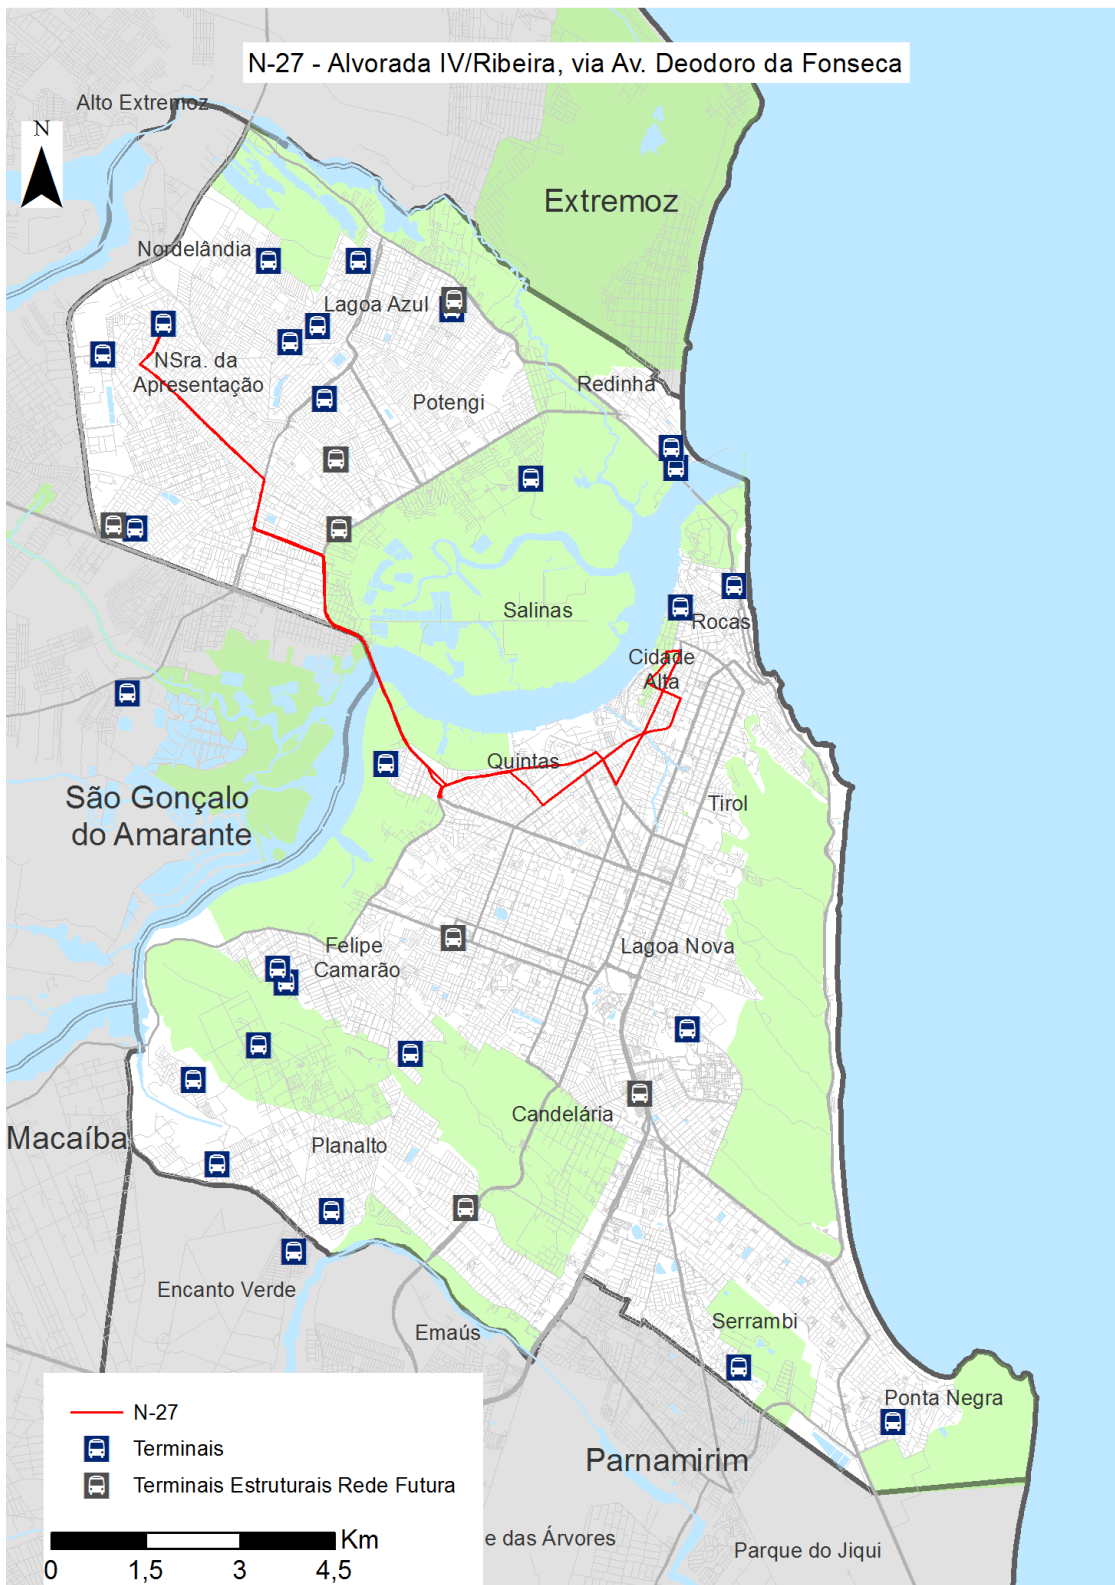 N-27 - Alvorada IV/Ribeira, via Av. Deodoro da Fonseca
Alto Extremoz
N
Extremoz
Nordelândia
Lagoa Azul
NSra. da
Apresentação
Redinha
Potengi
Salinas
Rocas
Cidade
Alta
Quintas
São Gonçalo
do Amarante
Tirol
Felipe
Camarão
Lagoa Nova
Candelária
Macaíba
Planalto
Encanto Verde
Emaús
Serrambi
Ponta Negra
Parnamirim
e das Árvores
Parque do Jiqui
N-27
Terminais
Terminais Estruturais Rede Futura
Km
0 1,5 3 4,5